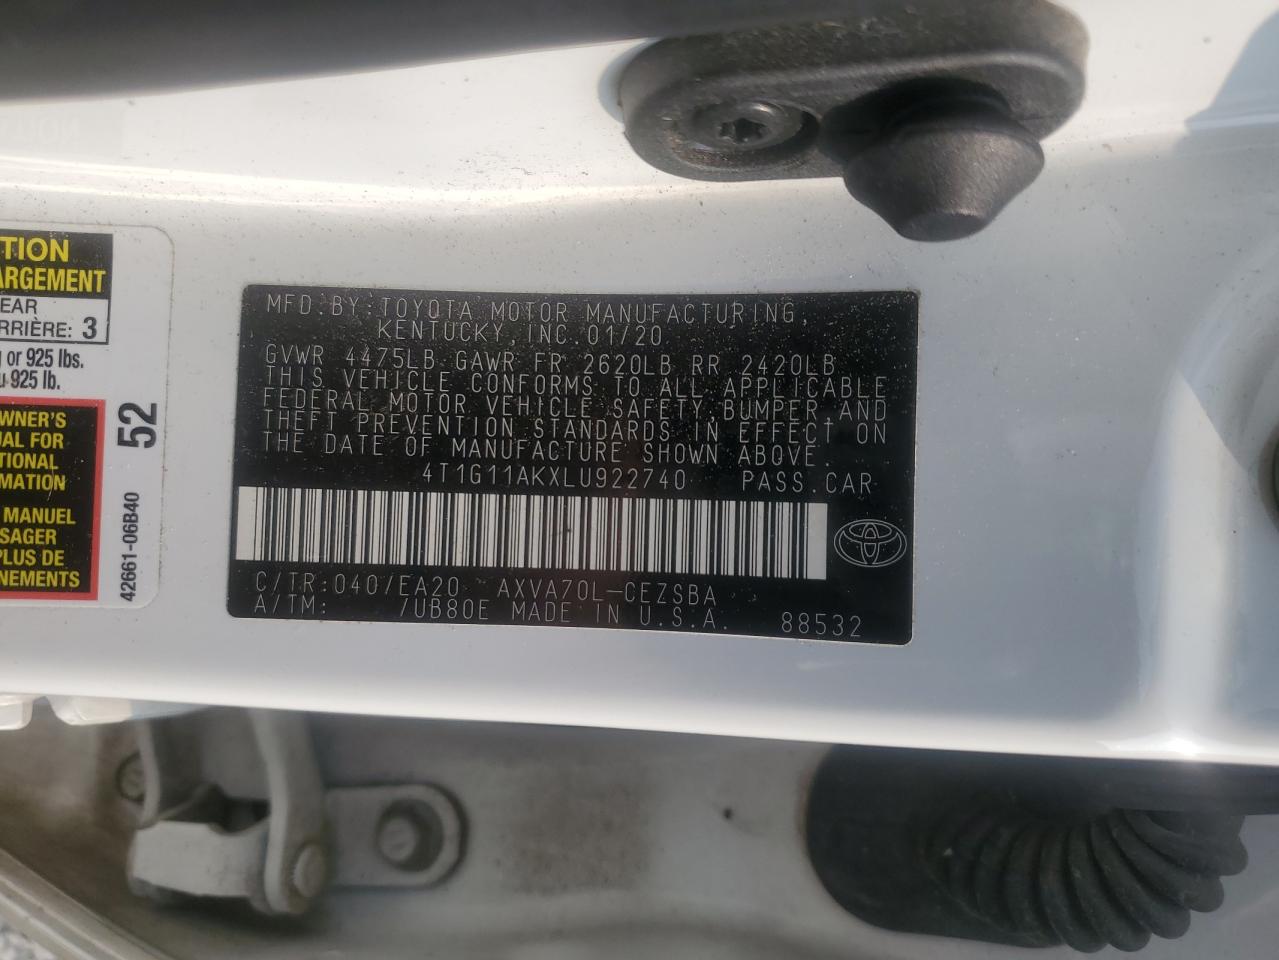 TION
ARGEMENT
EAR
RRIÈRE: 3
or 925 lbs.
925 lb.
WNER'S
UAL FOR
TIONAL
MATION
MANUEL
SAGER
PLUS DE
NEMENTS
52
42661-06B40
MFD.BY:TOYOTA MOTOR MANUFACTURING,
KENTUCKY, INC.01/20
GVWR 4475LB GAWR FR 2620LB RR 2420LB
THIS VEHICLE CONFORMS TO ALL APPLICABLE
FEDERAL MOTOR VEHICLE SAFETY,BUMPER AND
THEFT PREVENTION STANDARDS IN EFFECT ON
THE DATE OF MANUFACTURE SHOWN ABOVE.
4T1G11AKXLU922740 PASS.CAR
C/TR:040/EA20 AXVA70L-CEZSBA
A/TM: /UB80E MADE IN U.S.A. 88532